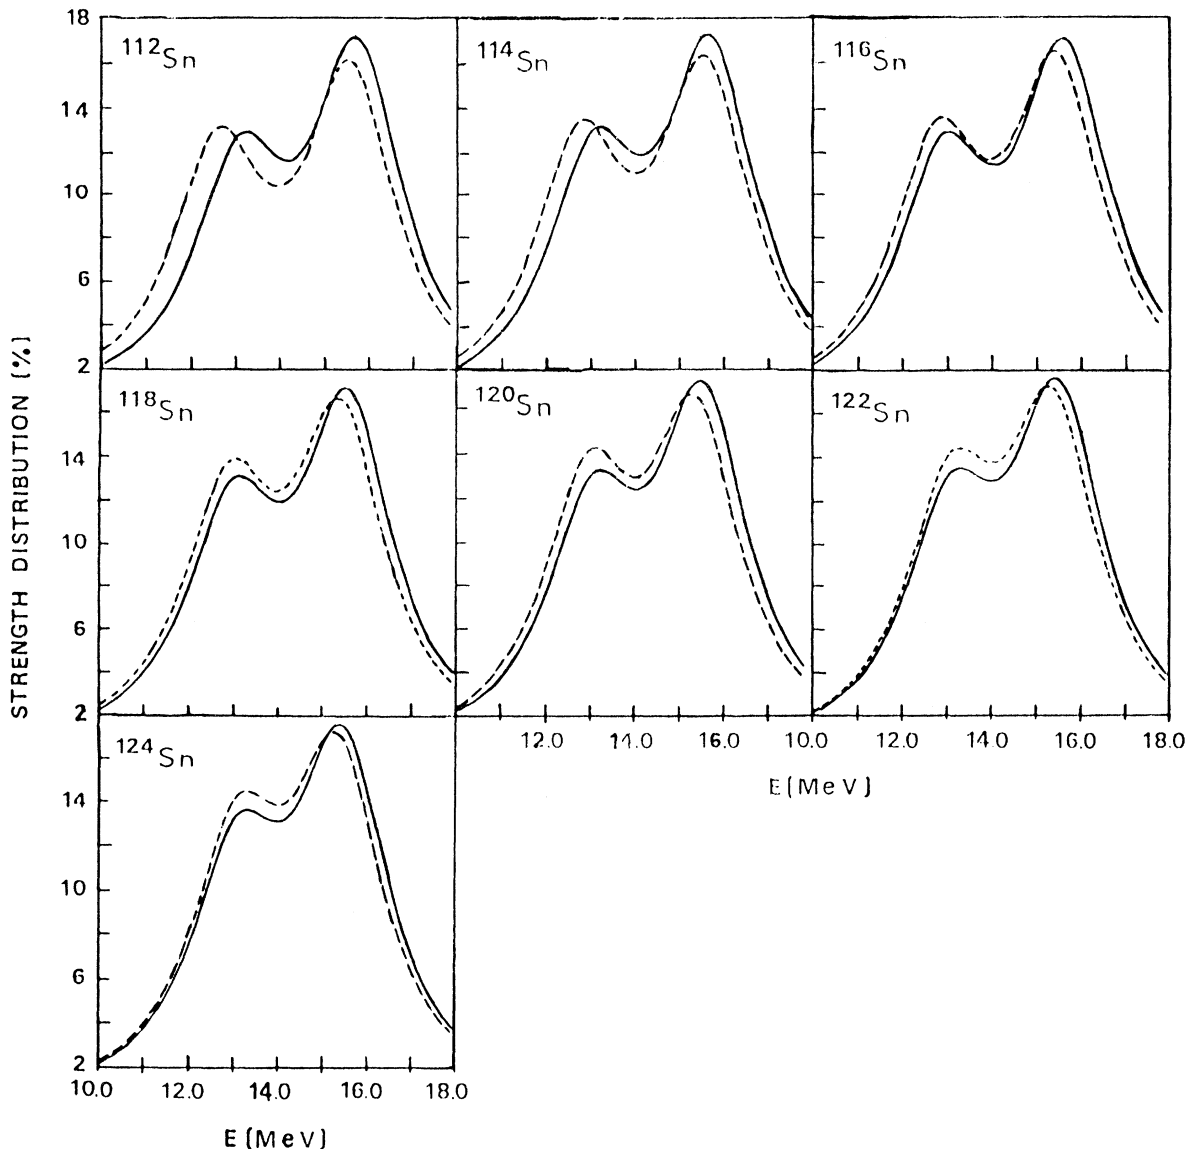 18
14
10
6
2
112Sn
114Sn
116Sn
STRENGTH DISTRIBUTION (%)
14
10
6
2
118Sn
120Sn
122Sn
12.0 14.0 16.0 10.0 12.0 14.0 16.0 18.0
E (MeV)
14
10
6
2
124Sn
10.0 12.0 14.0 16.0 18.0
E (MeV)